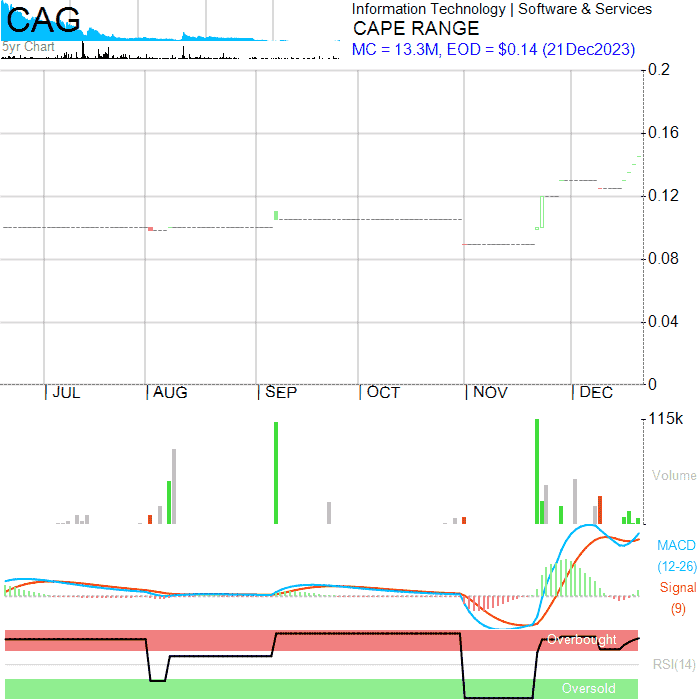 CAG
5yr Chart
Information Technology | Software & Services
CAPE RANGE
MC = 13.3M, EOD = $0.14 (21Dec2023)
0.2
0.16
0.12
0.08
0.04
0
JUL
AUG
SEP
OCT
NOV
DEC
115k
Volume
MACD
(12-26)
Signal
(9)
Overbought
RSI(14)
Oversold